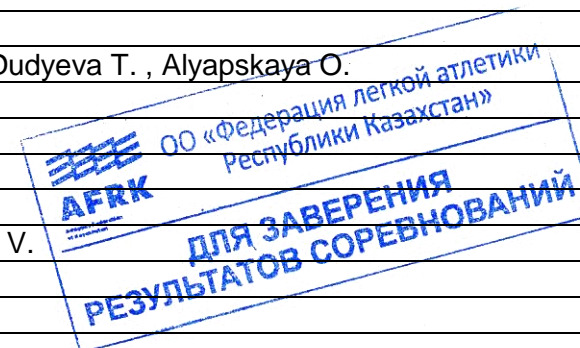 Dudyeva T. , Alyapskaya O.
ОО «Федерация легкой атлетики
Республики Казахстан»
AFRK
V.
ДЛЯ ЗАВЕРЕНИЯ
РЕЗУЛЬТАТОВ СОРЕВНОВАНИЙ